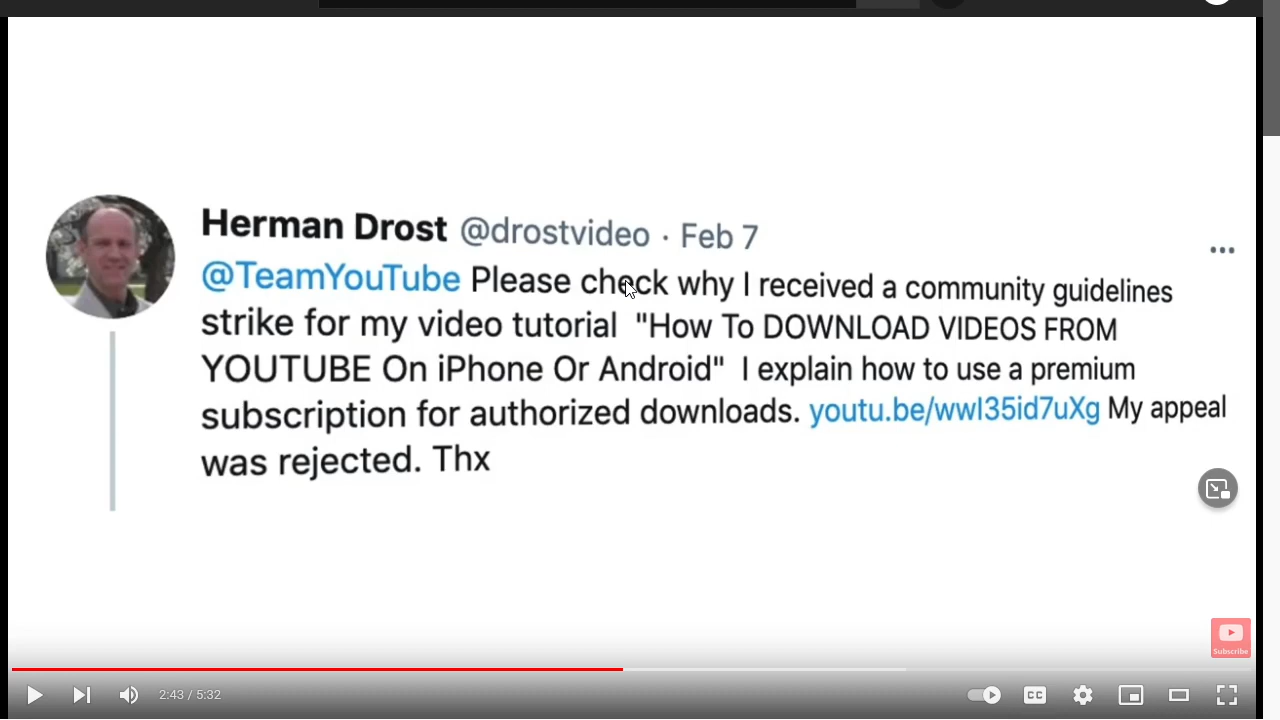 Herman Drost @drostvideo · Feb 7
@TeamYouTube Please check why I received a community guidelines
strike for my video tutorial "How To DOWNLOAD VIDEOS FROM
YOUTUBE On iPhone Or Android" I explain how to use a premium
subscription for authorized downloads. youtu.be/wwl35id7uXg My appeal
was rejected. Thx
Subscribe
2:43 / 5:32
CC